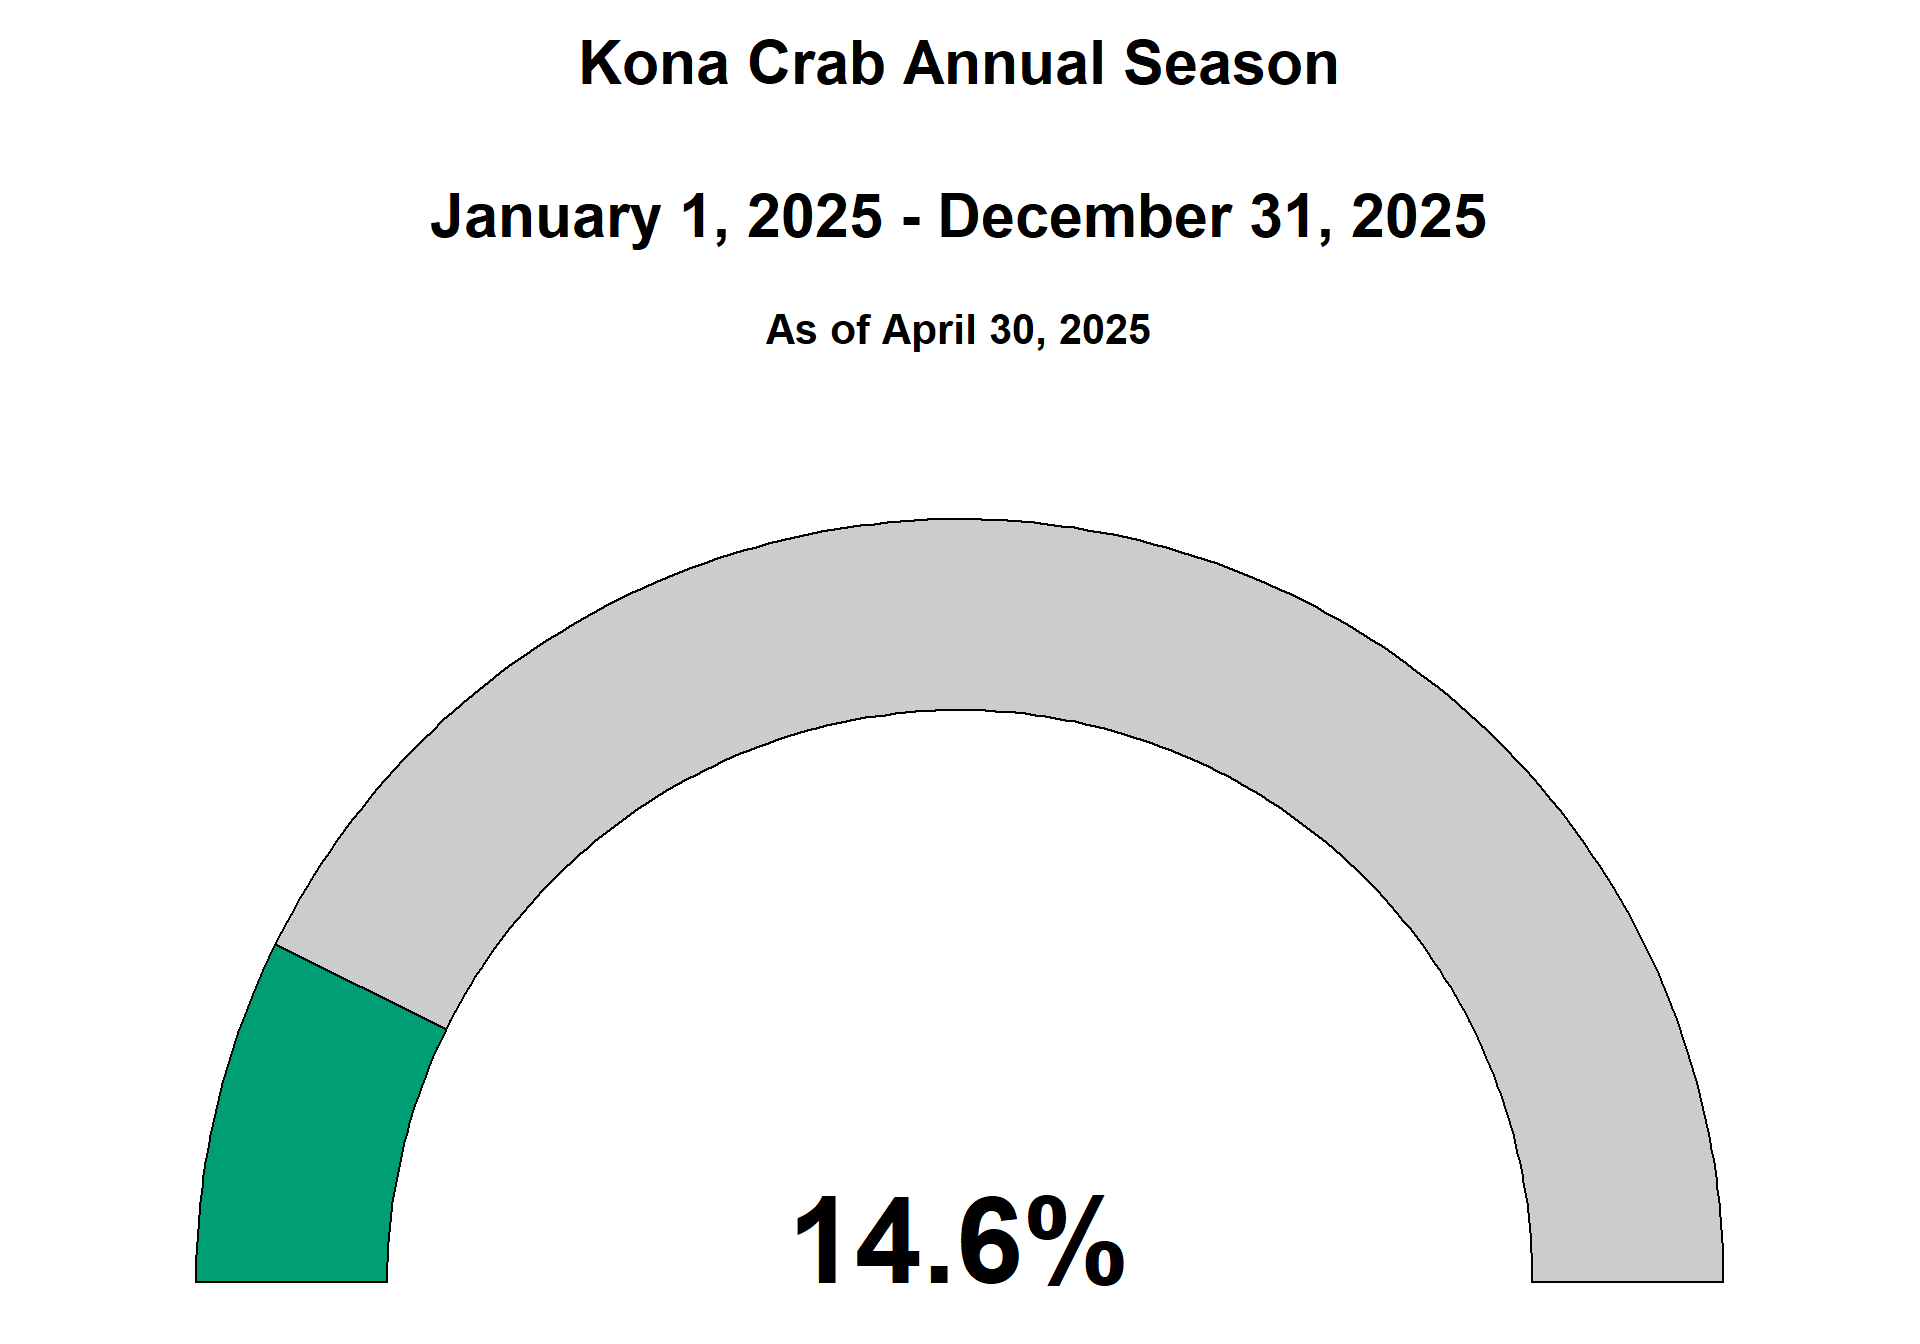 Kona Crab Annual Season
January 1, 2025 - December 31, 2025
As of April 30, 2025
14.6%